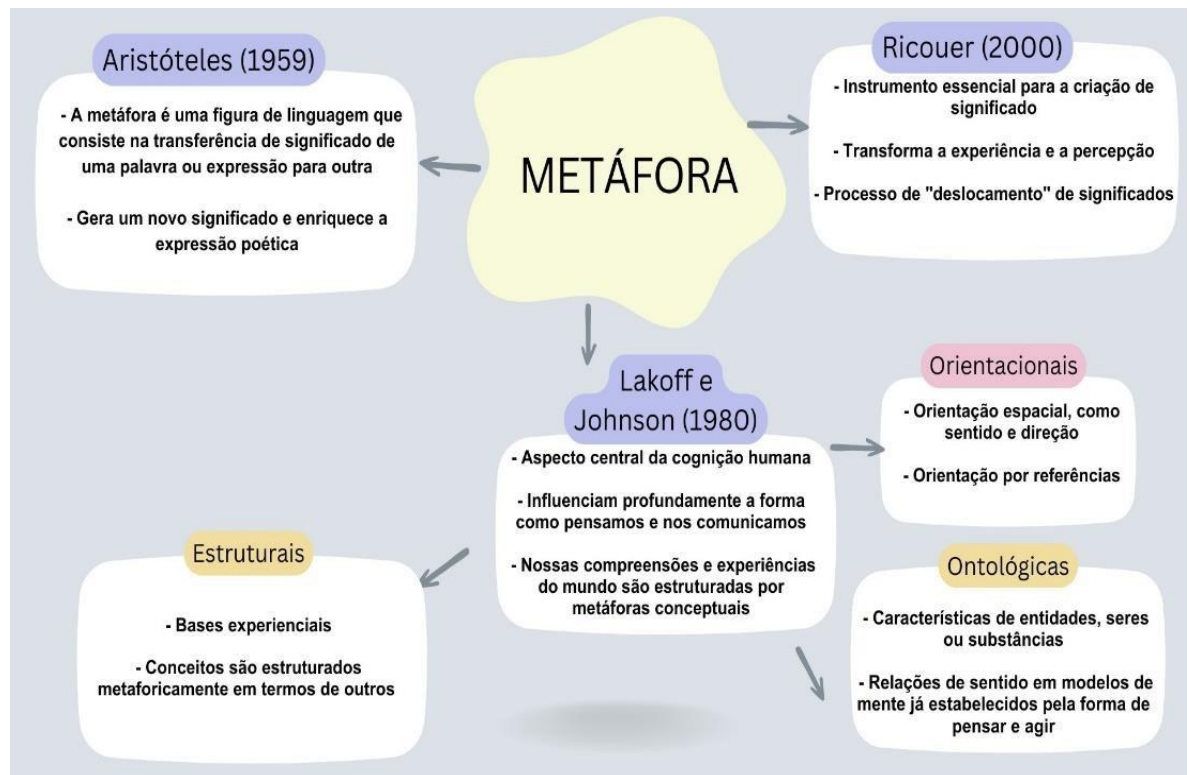 METÁFORA
Aristóteles (1959)
- A metáfora é uma figura de linguagem que
consiste na transferência de significado de
uma palavra ou expressão para outra
- Gera um novo significado e enriquece a
expressão poética
Ricouer (2000)
- Instrumento essencial para a criação de
significado
- Transforma a experiência e a percepção
- Processo de "deslocamento" de significados
Lakoff e
Johnson (1980)
- Aspecto central da cognição humana
- Influenciam profundamente a forma
como pensamos e nos comunicamos
- Nossas compreensões e experiências
do mundo são estruturadas por
metáforas conceptuais
Orientacionais
- Orientação espacial, como
sentido e direção
- Orientação por referências
Estruturais
- Bases experienciais
- Conceitos são estruturados
metaforicamente em termos de outros
Ontológicas
- Características de entidades, seres
ou substâncias
- Relações de sentido em modelos de
mente já estabelecidos pela forma de
pensar e agir